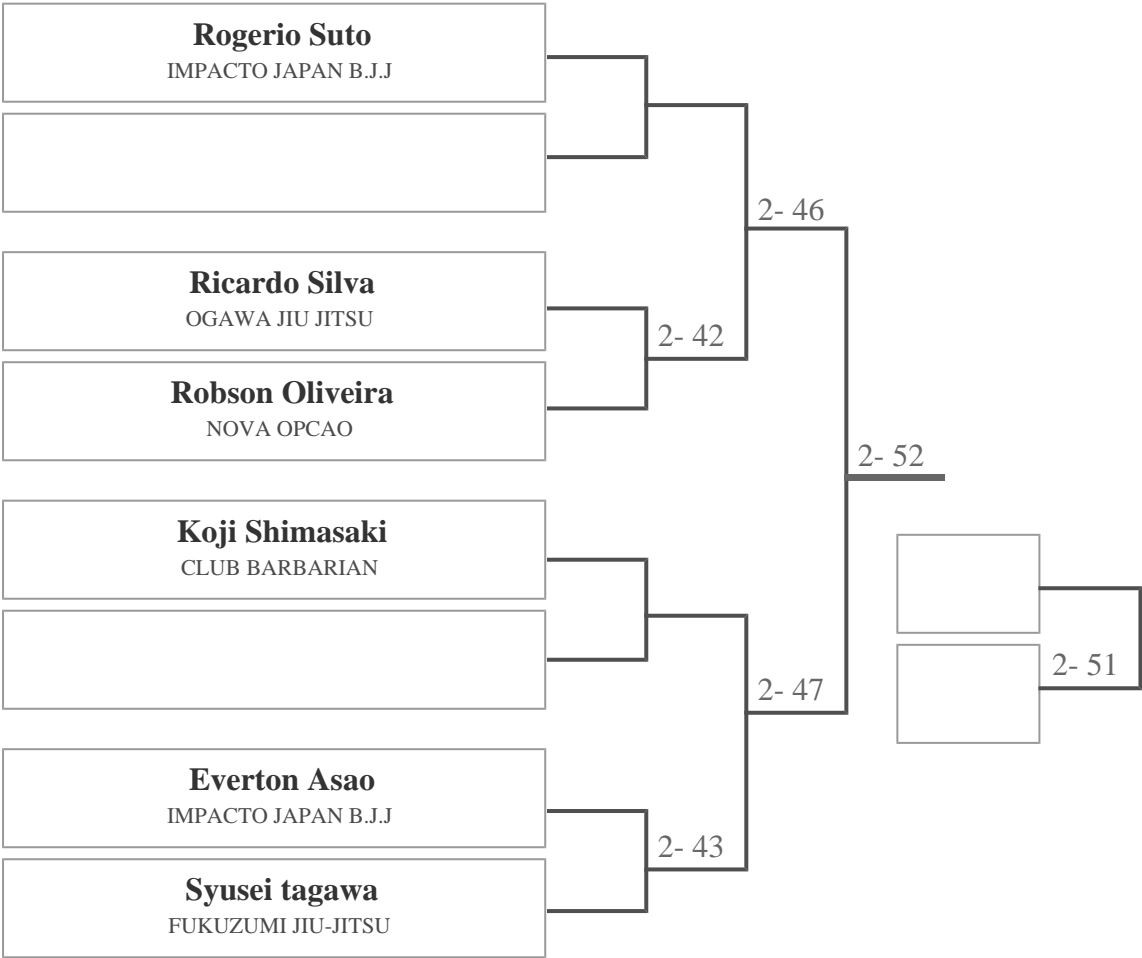 Rogerio Suto
IMPACTO JAPAN B.J.J
2- 46
Ricardo Silva
OGAWA JIU JITSU
2- 42
Robson Oliveira
NOVA OPCAO
2- 52
Koji Shimasaki
CLUB BARBARIAN
2- 51
2- 47
Everton Asao
IMPACTO JAPAN B.J.J
2- 43
Syusei tagawa
FUKUZUMI JIU-JITSU